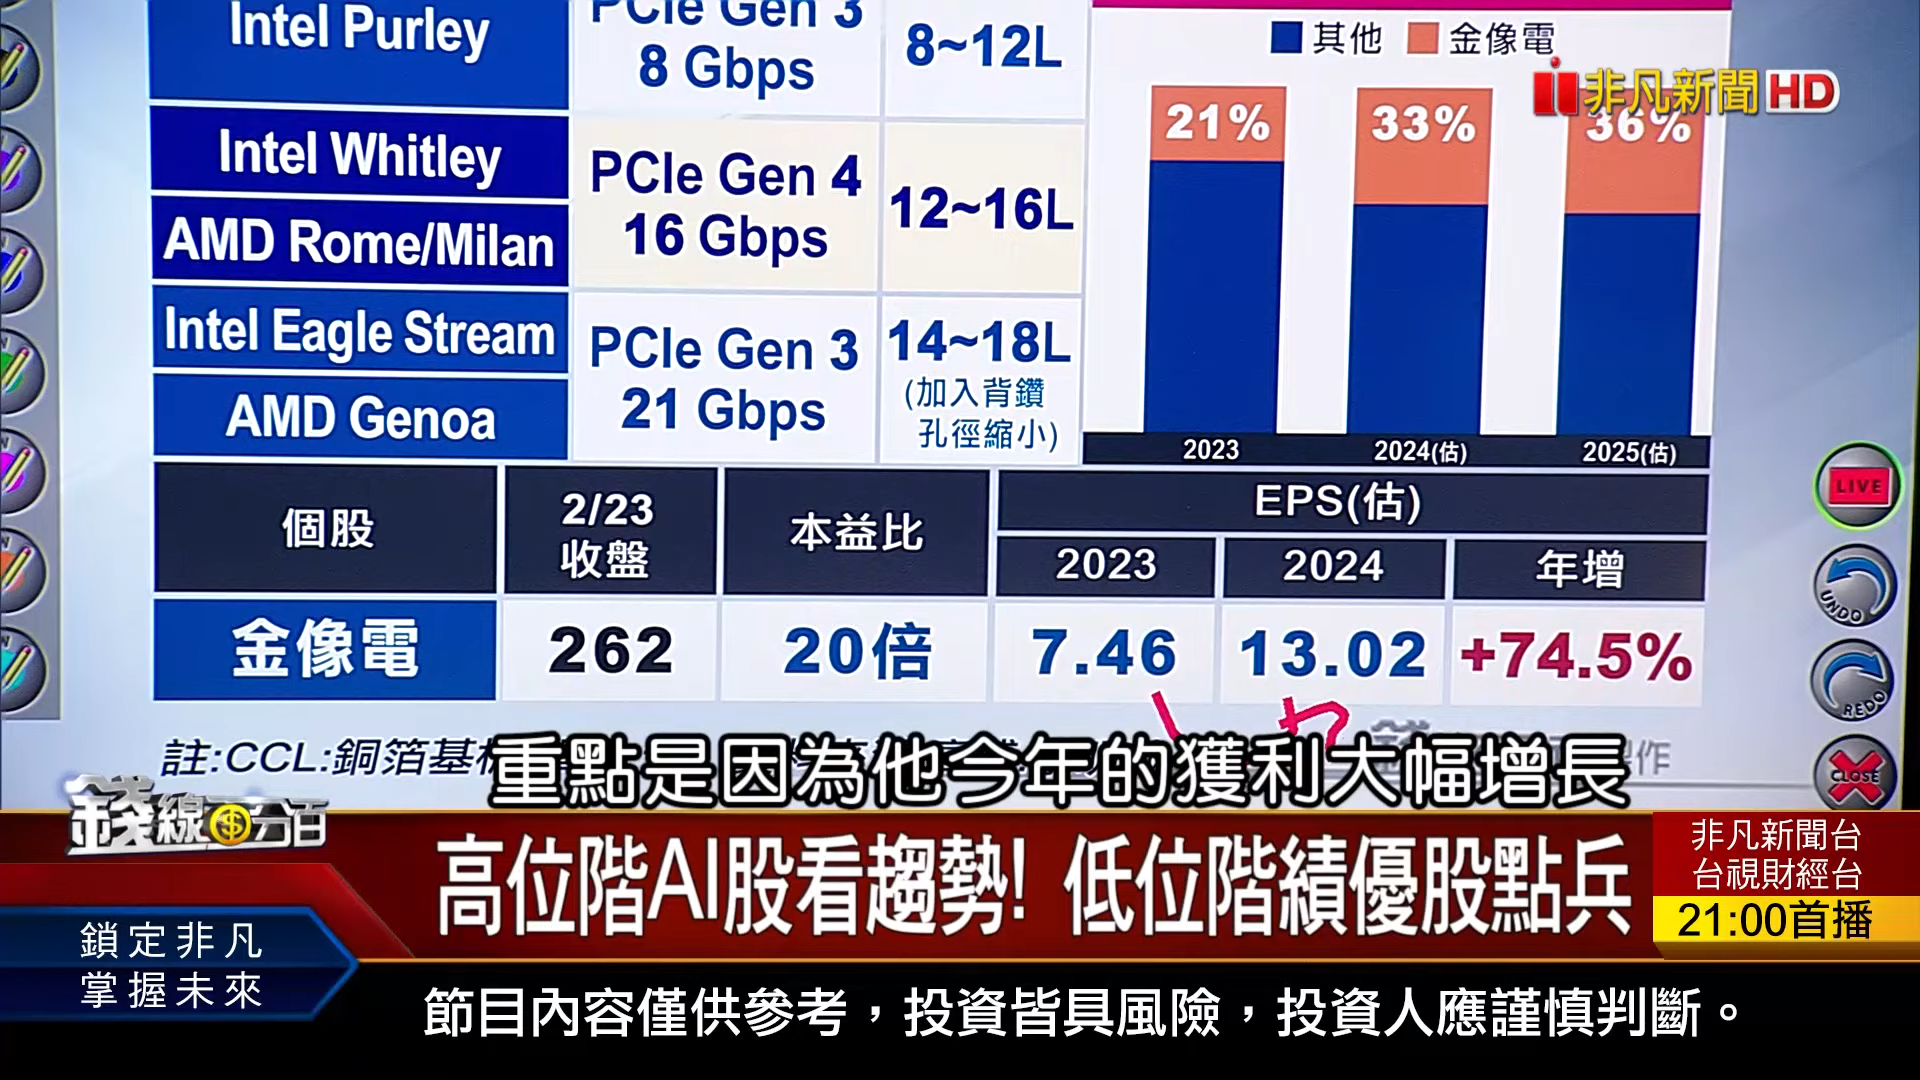 Intel Purley
PCIe Gen 3
8 Gbps
8~12L
Intel Whitley
AMD Rome/Milan
PCIe Gen 4
16 Gbps
12~16L
Intel Eagle Stream
AMD Genoa
PCIe Gen 3
21 Gbps
14~18L
(加入背鑽
孔徑縮小)
其他 金像電
21% 33% 36%
2023 2024(估) 2025(估)
非凡新聞HD
LIVE
UNDO
REDO
CLOSE
個股 2/23 收盤 本益比 EPS(估)
2023 2024 年增
金像電 262 20倍 7.46 13.02 +74.5%
註:CCL:銅箔基
製作
重點是因為他今年的獲利大幅增長
錢線百分百
高位階AI股看趨勢! 低位階績優股點兵
非凡新聞台
台視財經台
21:00首播
鎖定非凡
掌握未來
節目內容僅供參考，投資皆具風險，投資人應謹慎判斷。